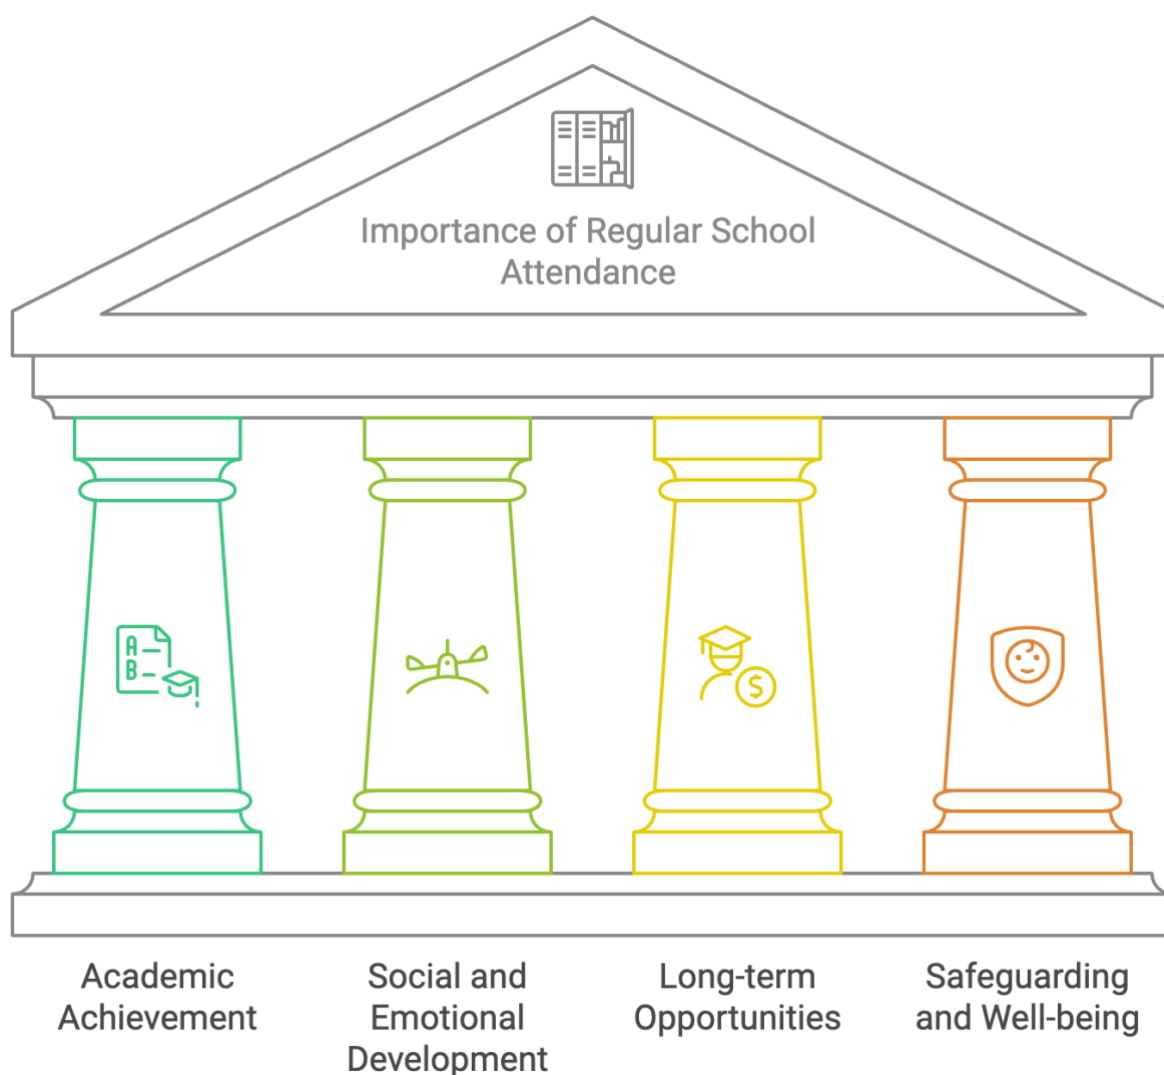 Importance of Regular School
Attendance
A
B
$
Academic
Achievement
Social and
Emotional
Development
Long-term
Opportunities
Safeguarding
and Well-being